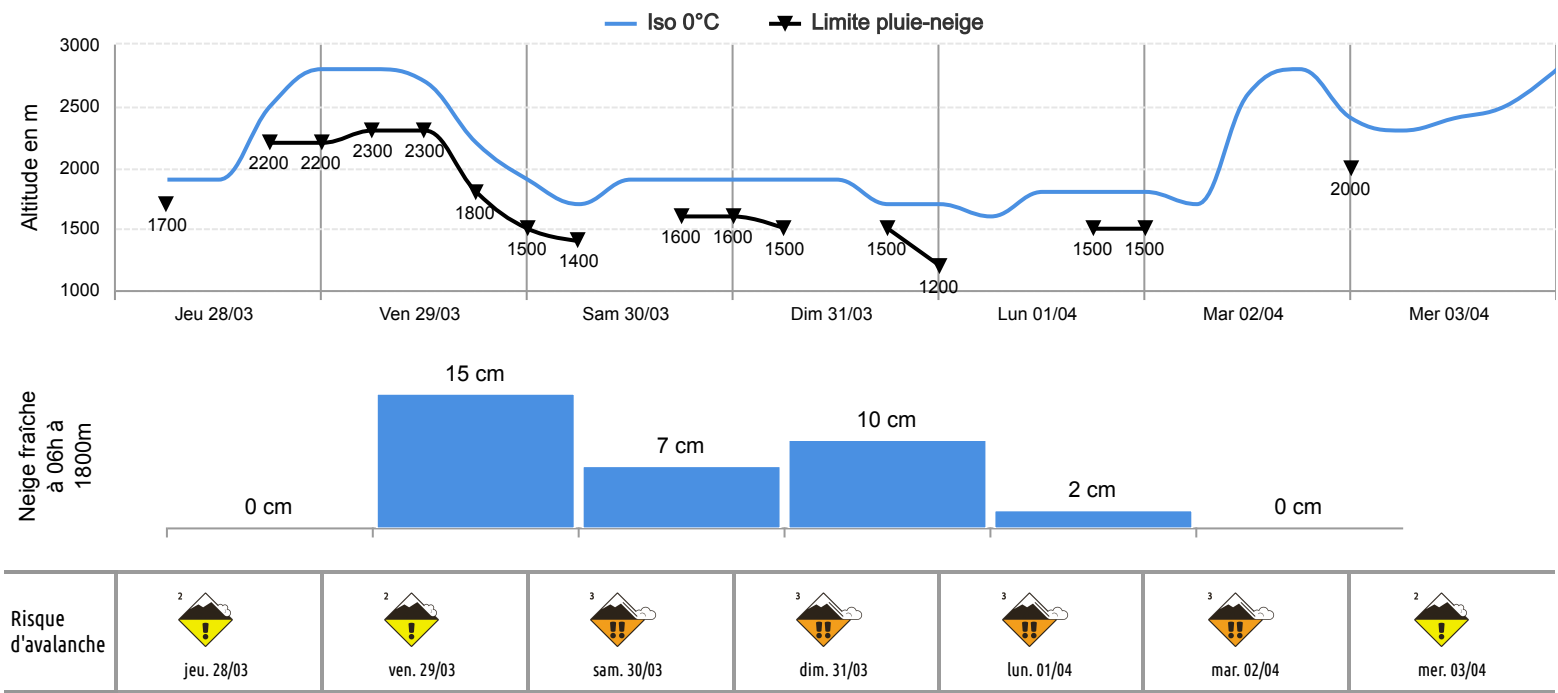 Iso 0°C
Limite pluie-neige
Altitude en m
3000
2500
2000
1500
1000
1700
2200
2200
2300
2300
1800
1500
1400
1600
1600
1500
1500
1200
1500
1500
2000
Jeu 28/03
Ven 29/03
Sam 30/03
Dim 31/03
Lun 01/04
Mar 02/04
Mer 03/04
Neige fraîche
à 06h à
1800m
0 cm
15 cm
7 cm
10 cm
2 cm
0 cm
Risque
d'avalanche
2
!
jeu. 28/03
2
!
ven. 29/03
3
!!
sam. 30/03
3
!!
dim. 31/03
3
!!
lun. 01/04
3
!!
mar. 02/04
2
!
mer. 03/04